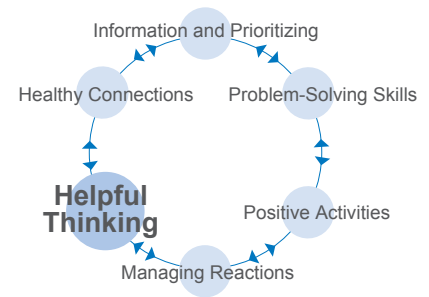 Information and Prioritizing
Healthy Connections
Problem-Solving Skills
Helpful
Thinking
Positive Activities
Managing Reactions